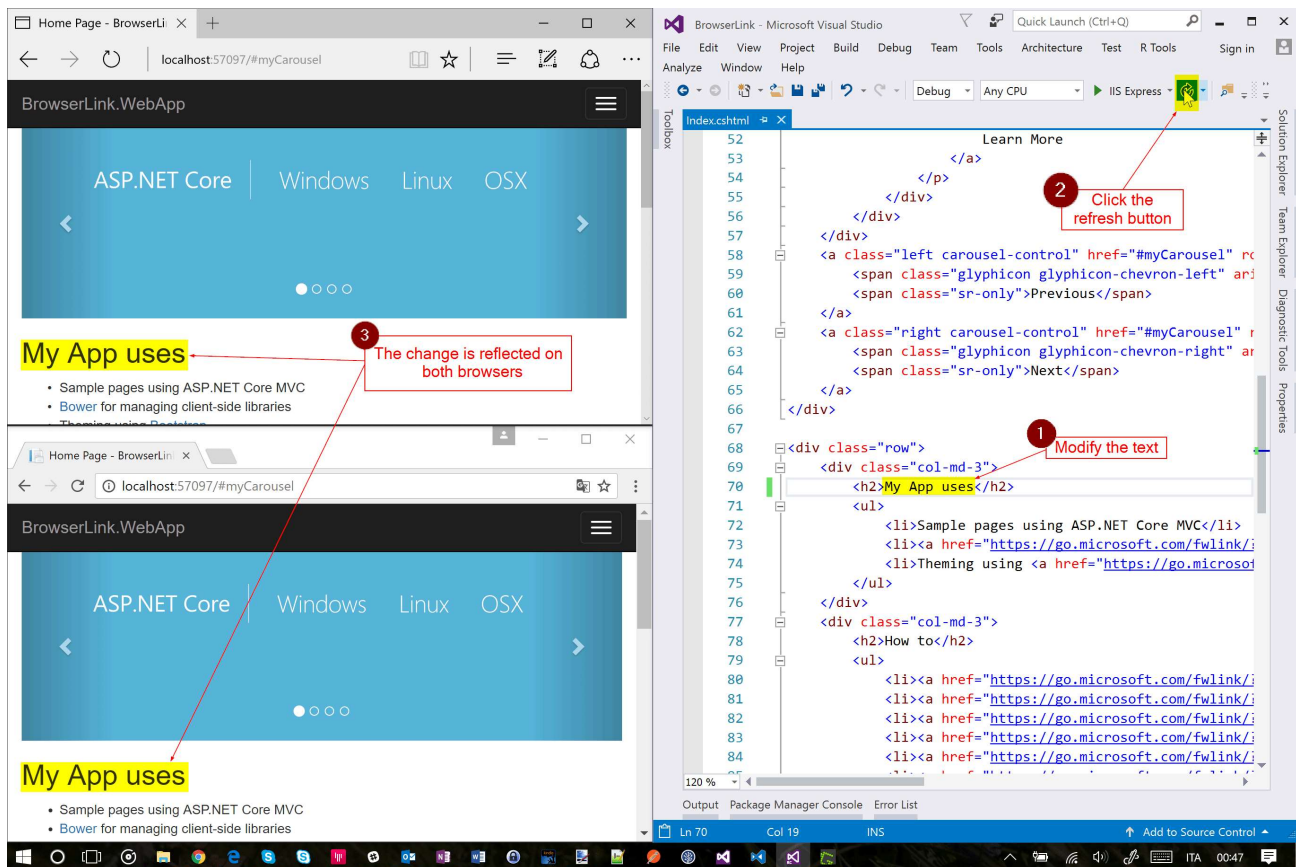 Home Page - BrowserLi
localhost:57097/#myCarousel
BrowserLink.WebApp
ASP.NET Core Windows Linux OSX
3
The change is reflected on
both browsers
My App uses
• Sample pages using ASP.NET Core MVC
• Bower for managing client-side libraries
Home Page - BrowserLin
localhost:57097/#myCarousel
BrowserLink.WebApp
ASP.NET Core Windows Linux OSX
My App uses
• Sample pages using ASP.NET Core MVC
• Bower for managing client-side libraries
BrowserLink - Microsoft Visual Studio
Quick Launch (Ctrl+Q)
File Edit View Project Build Debug Team Tools Architecture Test R Tools Sign in
Analyze Window Help
Debug Any CPU IIS Express
Toolbox
Index.cshtml
2
Click the
refresh button
52 Learn More
53 </a>
54 </p>
55 </div>
56 </div>
57 </div>
58 <a class="left carousel-control" href="#myCarousel" ro
59 <span class="glyphicon glyphicon-chevron-left" ari
60 <span class="sr-only">Previous</span>
61 </a>
62 <a class="right carousel-control" href="#myCarousel" r
63 <span class="glyphicon glyphicon-chevron-right" ar
64 <span class="sr-only">Next</span>
65 </a>
66 </div>
67
1
Modify the text
68 <div class="row">
69 <div class="col-md-3">
70 <h2>My App uses</h2>
71 <ul>
72 <li>Sample pages using ASP.NET Core MVC</li>
73 <li><a href="https://go.microsoft.com/fwlink/?
74 <li>Theming using <a href="https://go.microsof
75 </ul>
76 </div>
77 <div class="col-md-3">
78 <h2>How to</h2>
79 <ul>
80 <li><a href="https://go.microsoft.com/fwlink/?
81 <li><a href="https://go.microsoft.com/fwlink/?
82 <li><a href="https://go.microsoft.com/fwlink/?
83 <li><a href="https://go.microsoft.com/fwlink/?
84 <li><a href="https://go.microsoft.com/fwlink/?
120 %
Solution Explorer
Team Explorer
Diagnostic Tools
Properties
Output Package Manager Console Error List
Ln 70 Col 19 INS Add to Source Control
ITA 00:47